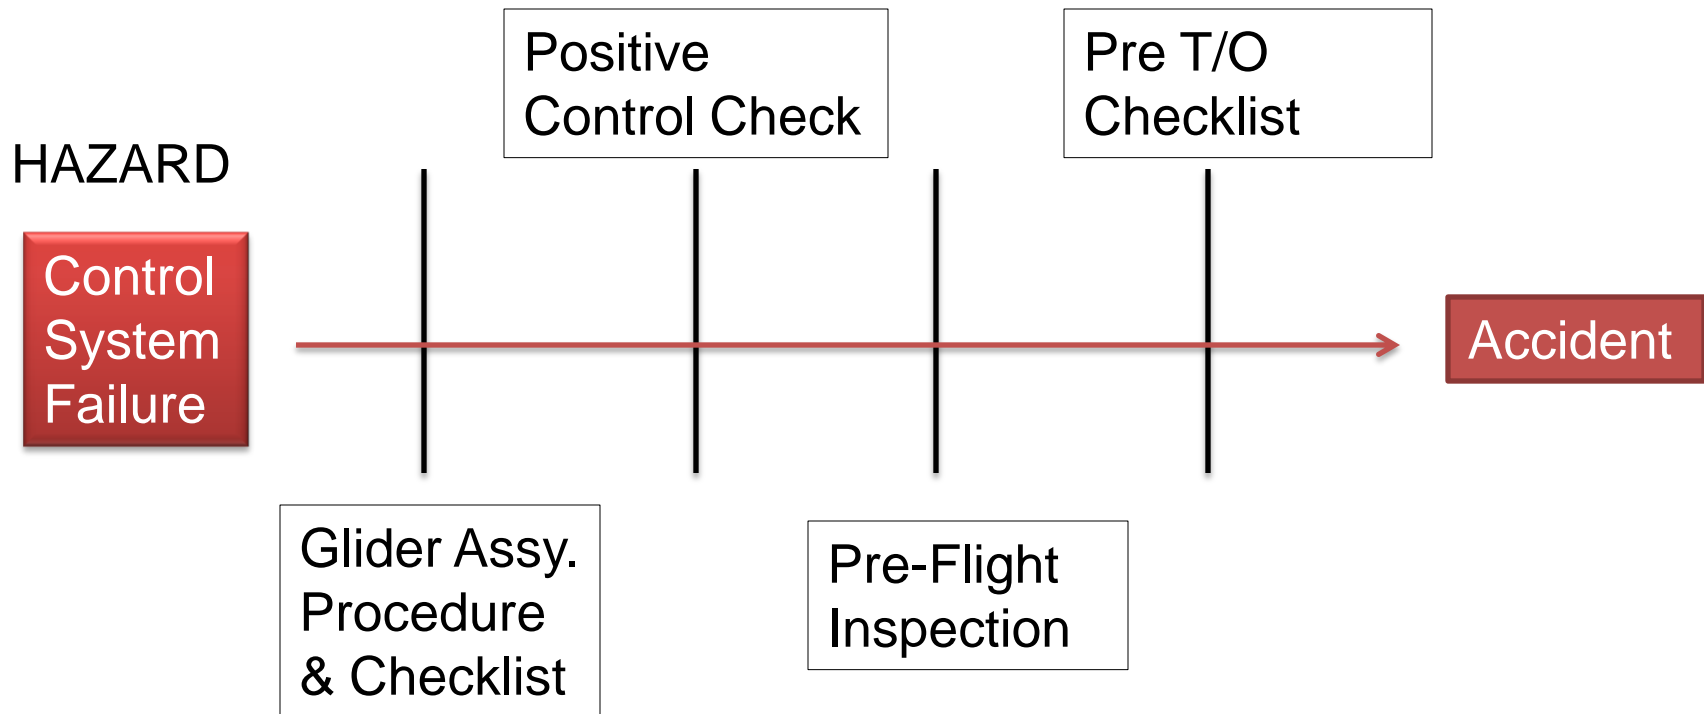 Positive
Control Check
Pre T/O
Checklist
HAZARD
Control
System
Failure
Accident
Glider Assy.
Procedure
& Checklist
Pre-Flight
Inspection